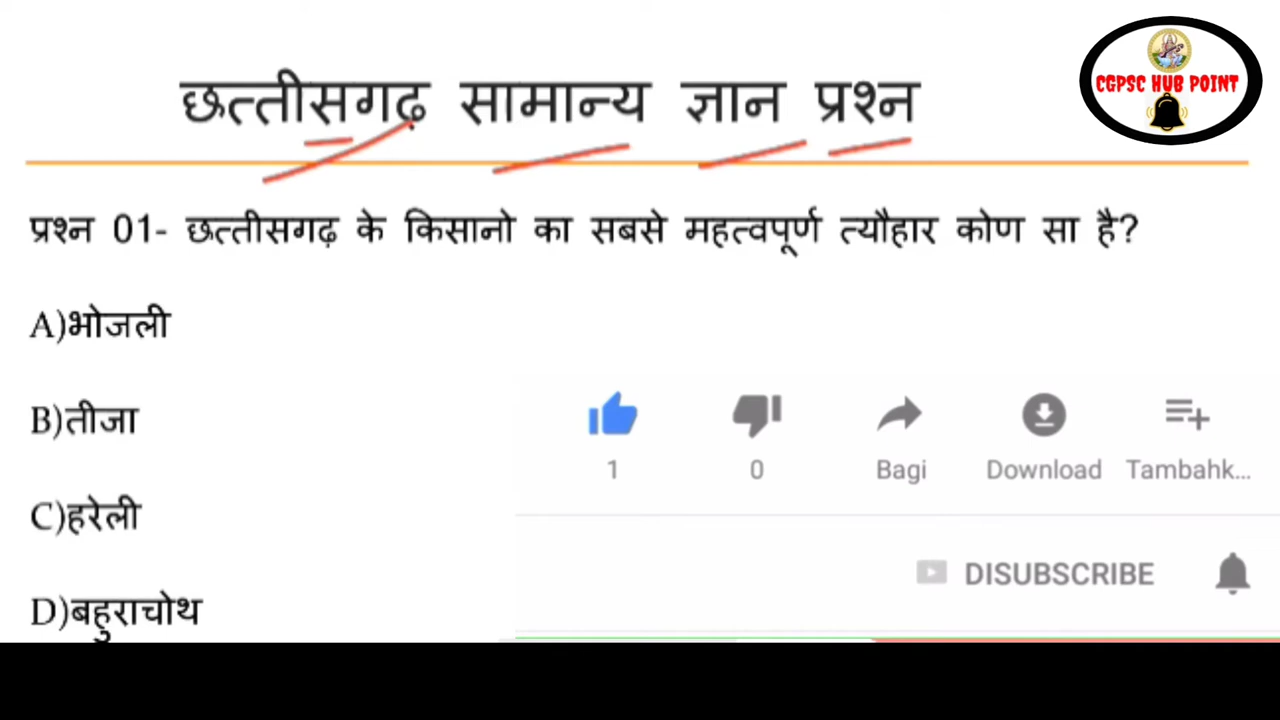 CGPSC HUB POINT
छत्तीसगढ़ सामान्य ज्ञान प्रश्न
प्रश्न 01- छत्तीसगढ़ के किसानो का सबसे महत्वपूर्ण त्यौहार कोण सा है?
A)भोजली
B)तीजा
C)हरेली
D)बहुराचोथ
1 0 Bagi Download Tambahk...
DISUBSCRIBE